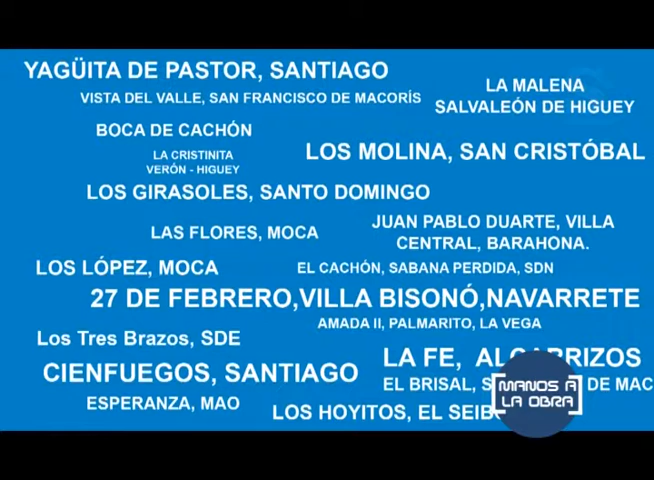 YAGÜITA DE PASTOR, SANTIAGO
VISTA DEL VALLE, SAN FRANCISCO DE MACORÍS
LA MALENA
SALVALEÓN DE HIGUEY
BOCA DE CACHÓN
LA CRISTINITA
VERÓN - HIGUEY
LOS MOLINA, SAN CRISTÓBAL
LOS GIRASOLES, SANTO DOMINGO
LAS FLORES, MOCA
JUAN PABLO DUARTE, VILLA
CENTRAL, BARAHONA.
LOS LÓPEZ, MOCA
EL CACHÓN, SABANA PERDIDA, SDN
27 DE FEBRERO,VILLA BISONÓ,NAVARRETE
AMADA II, PALMARITO, LA VEGA
Los Tres Brazos, SDE
LA FE,
CIENFUEGOS, SANTIAGO
EL BRISAL, DE MAC
ESPERANZA, MAO
LOS HOYITOS, EL
MANOS A
LA OBRA